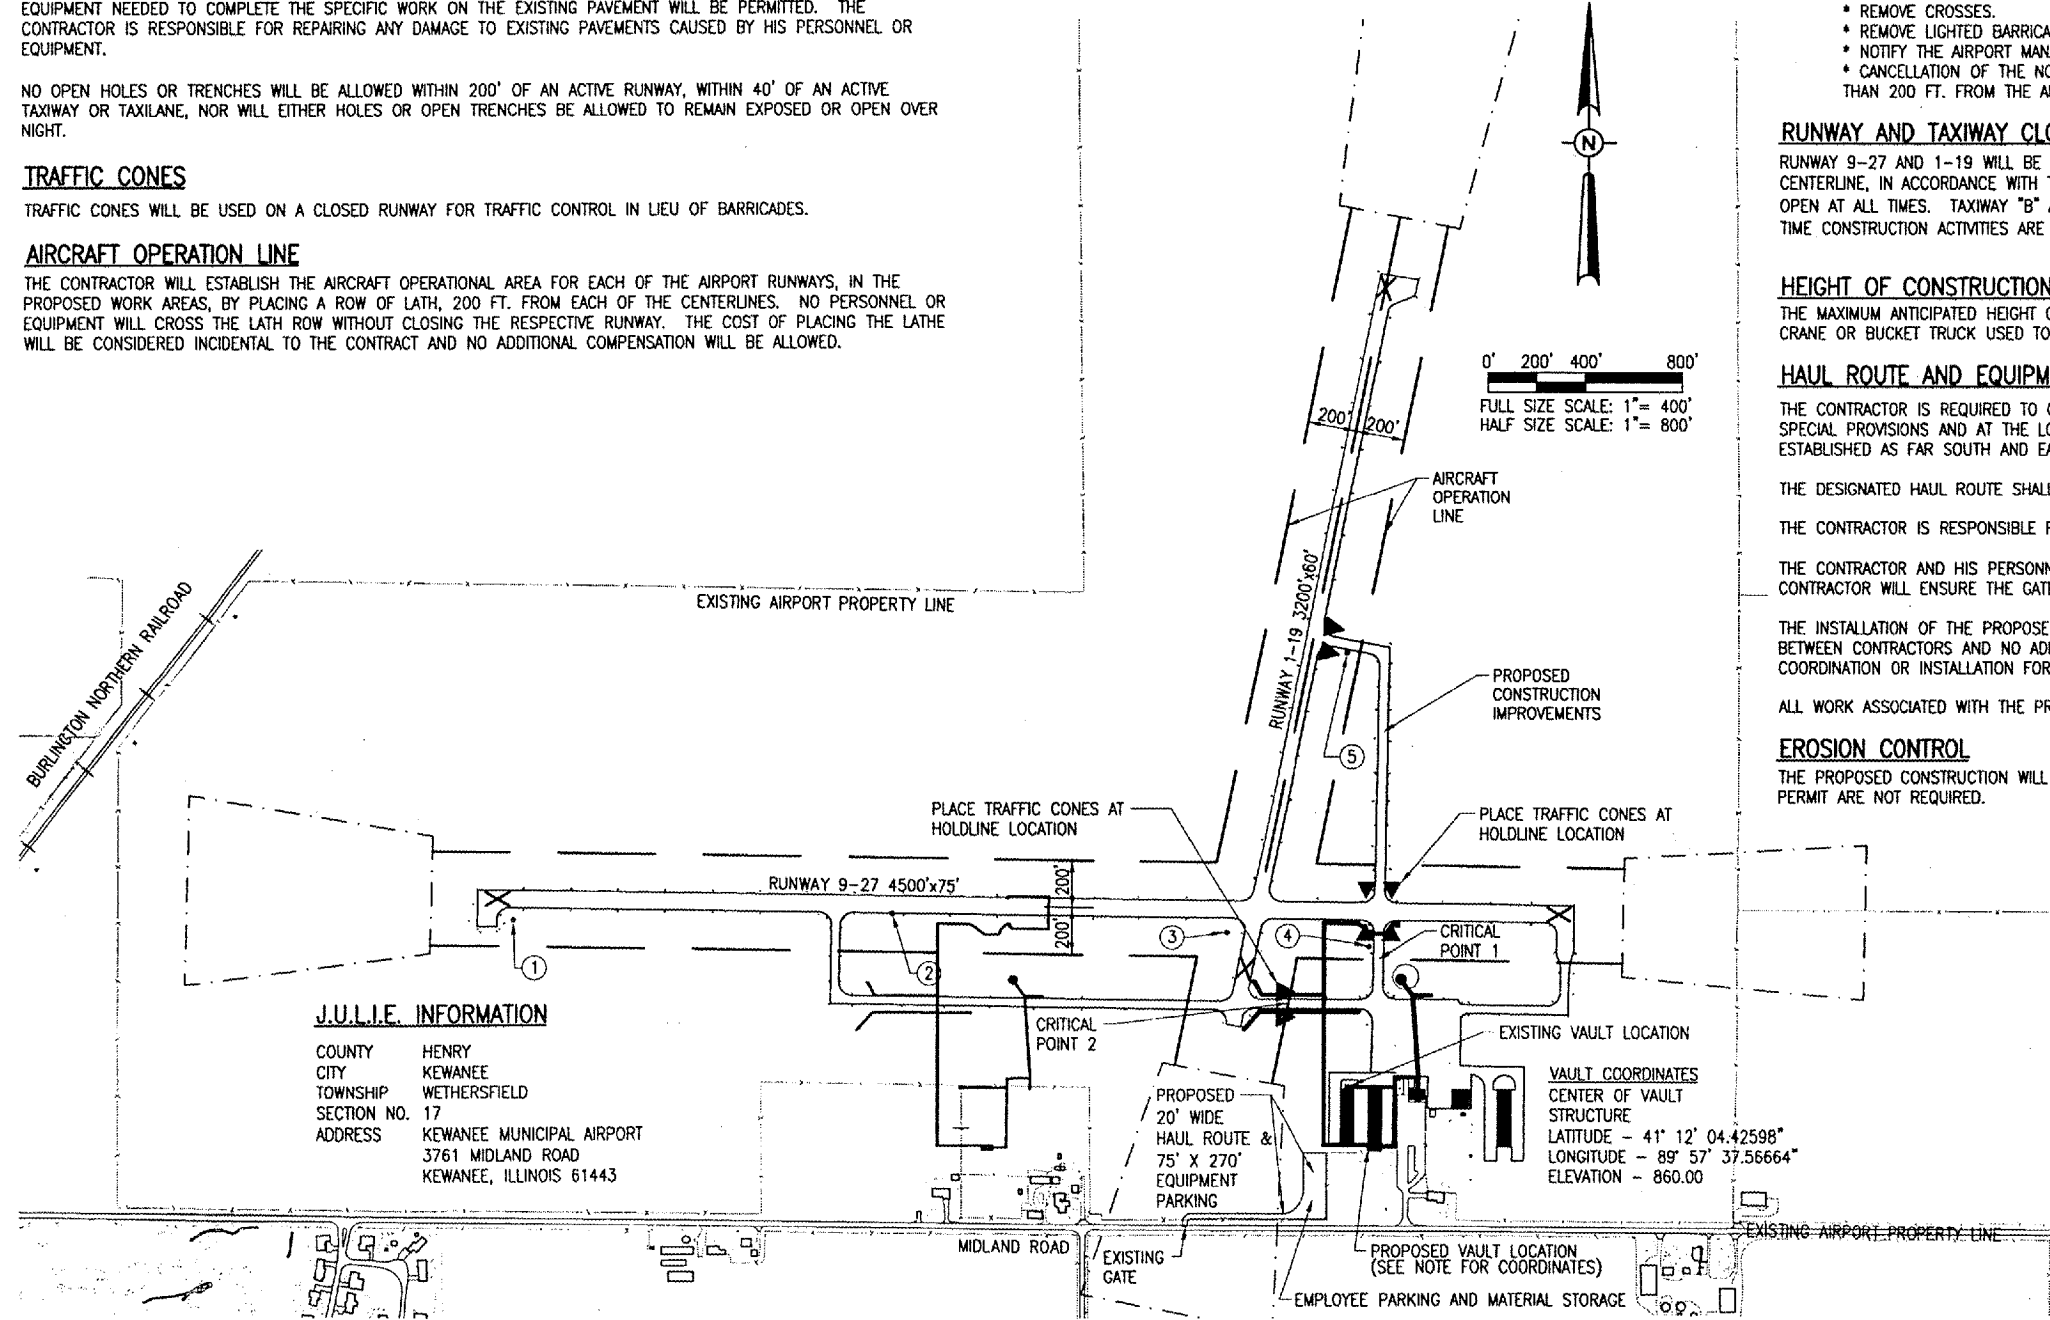 EQUIPMENT NEEDED TO COMPLETE THE SPECIFIC WORK ON THE EXISTING PAVEMENT WILL BE PERMITTED. THE
CONTRACTOR IS RESPONSIBLE FOR REPAIRING ANY DAMAGE TO EXISTING PAVEMENTS CAUSED BY HIS PERSONNEL OR
EQUIPMENT.
NO OPEN HOLES OR TRENCHES WILL BE ALLOWED WITHIN 200' OF AN ACTIVE RUNWAY, WITHIN 40' OF AN ACTIVE
TAXIWAY OR TAXILANE, NOR WILL EITHER HOLES OR OPEN TRENCHES BE ALLOWED TO REMAIN EXPOSED OR OPEN OVER
NIGHT.
TRAFFIC CONES
TRAFFIC CONES WILL BE USED ON A CLOSED RUNWAY FOR TRAFFIC CONTROL IN LIEU OF BARRICADES.
AIRCRAFT OPERATION LINE
THE CONTRACTOR WILL ESTABLISH THE AIRCRAFT OPERATIONAL AREA FOR EACH OF THE AIRPORT RUNWAYS, IN THE
PROPOSED WORK AREAS, BY PLACING A ROW OF LATH, 200 FT. FROM EACH OF THE CENTERLINES. NO PERSONNEL OR
EQUIPMENT WILL CROSS THE LATH ROW WITHOUT CLOSING THE RESPECTIVE RUNWAY. THE COST OF PLACING THE LATHE
WILL BE CONSIDERED INCIDENTAL TO THE CONTRACT AND NO ADDITIONAL COMPENSATION WILL BE ALLOWED.
N
0' 200' 400' 800'
FULL SIZE SCALE: 1"= 400'
HALF SIZE SCALE: 1"= 800'
200' 200'
AIRCRAFT
OPERATION
LINE
RUNWAY 1-19 3200'x60'
EXISTING AIRPORT PROPERTY LINE
BURLINGTON NORTHERN RAILROAD
PROPOSED
CONSTRUCTION
IMPROVEMENTS
5
PLACE TRAFFIC CONES AT
HOLDLINE LOCATION
PLACE TRAFFIC CONES AT
HOLDLINE LOCATION
RUNWAY 9-27 4500'x75'
200'
200'
1
2
3
4
CRITICAL
POINT 1
CRITICAL
POINT 2
EXISTING VAULT LOCATION
J.U.L.I.E. INFORMATION
COUNTY HENRY
CITY KEWANEE
TOWNSHIP WETHERSFIELD
SECTION NO. 17
ADDRESS KEWANEE MUNICIPAL AIRPORT
3761 MIDLAND ROAD
KEWANEE, ILLINOIS 61443
PROPOSED
20' WIDE
HAUL ROUTE &
75' X 270'
EQUIPMENT
PARKING
VAULT COORDINATES
CENTER OF VAULT
STRUCTURE
LATITUDE - 41° 12' 04.42598"
LONGITUDE - 89° 57' 37.56664"
ELEVATION - 860.00
MIDLAND ROAD
EXISTING
GATE
PROPOSED VAULT LOCATION
(SEE NOTE FOR COORDINATES)
EMPLOYEE PARKING AND MATERIAL STORAGE
EXISTING AIRPORT PROPERTY LINE
* REMOVE CROSSES.
* REMOVE LIGHTED
* NOTIFY THE AIRPORT
* CANCELLATION OF THE
THAN 200 FT. FROM THE
RUNWAY AND TAXIWAY
RUNWAY 9-27 AND 1-19 WILL BE
CENTERLINE, IN ACCORDANCE WITH
OPEN AT ALL TIMES. TAXIWAY "B"
TIME CONSTRUCTION ACTIVITIES ARE
HEIGHT OF CONSTRUCTION
THE MAXIMUM ANTICIPATED HEIGHT
CRANE OR BUCKET TRUCK USED TO
HAUL ROUTE AND
THE CONTRACTOR IS REQUIRED TO
SPECIAL PROVISIONS AND AT THE
ESTABLISHED AS FAR SOUTH AND
THE DESIGNATED HAUL ROUTE
THE CONTRACTOR IS RESPONSIBLE
THE CONTRACTOR AND HIS
CONTRACTOR WILL ENSURE THE
THE INSTALLATION OF THE
BETWEEN CONTRACTORS AND NO
COORDINATION OR INSTALLATION FOR
ALL WORK ASSOCIATED WITH THE
EROSION CONTROL
THE PROPOSED CONSTRUCTION WILL
PERMIT ARE NOT REQUIRED.